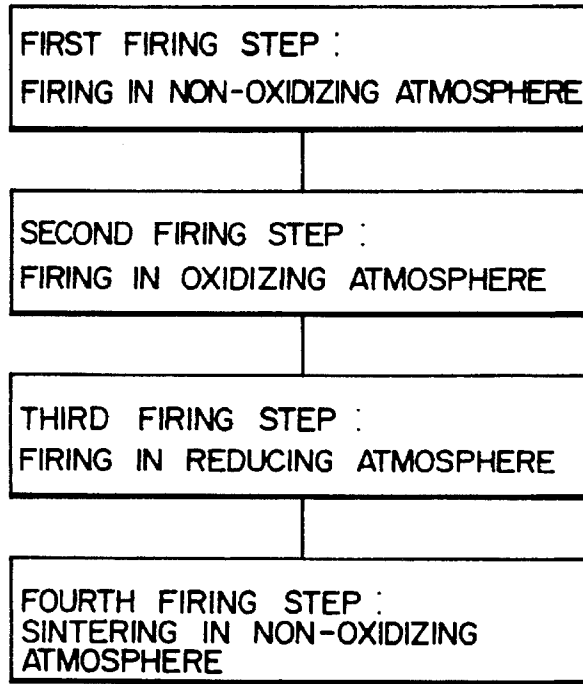 FIRST FIRING STEP :
FIRING IN NON-OXIDIZING ATMOSPHERE
SECOND FIRING STEP :
FIRING IN OXIDIZING ATMOSPHERE
THIRD FIRING STEP :
FIRING IN REDUCING ATMOSPHERE
FOURTH FIRING STEP :
SINTERING IN NON-OXIDIZING
ATMOSPHERE